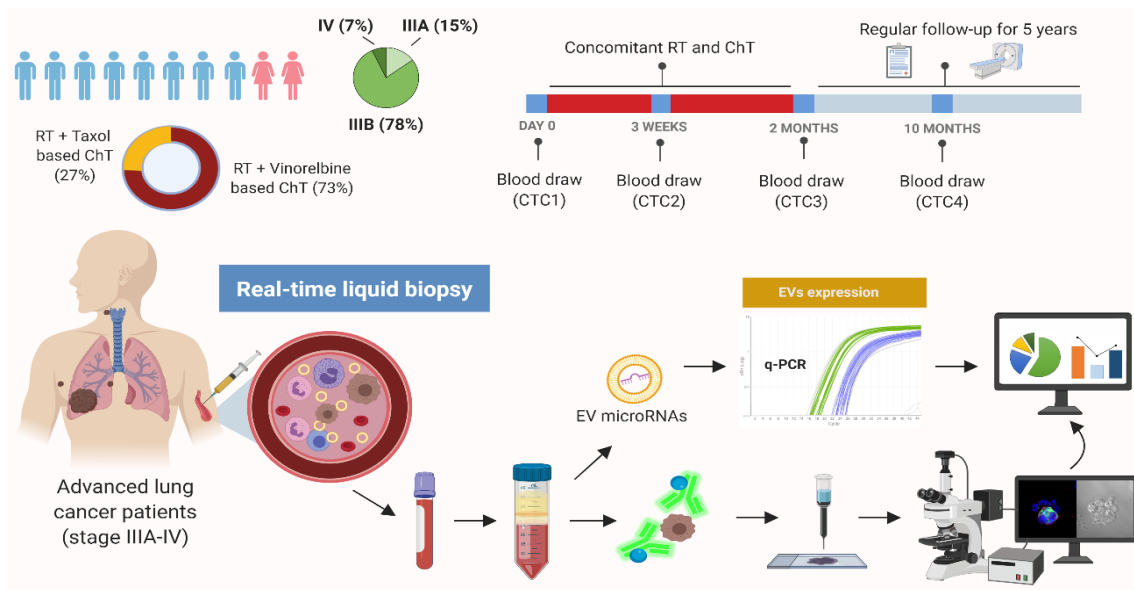 IV (7%)
IIIA (15%)
IIIB (78%)
RT + Taxol
based ChT
(27%)
RT + Vinorelbine
based ChT (73%)
Concomitant RT and ChT
Regular follow-up for 5 years
DAY 0
3 WEEKS
2 MONTHS
10 MONTHS
Blood draw
(CTC1)
Blood draw
(CTC2)
Blood draw
(CTC3)
Blood draw
(CTC4)
Real-time liquid biopsy
Advanced lung
cancer patients
(stage IIIA-IV)
EV microRNAs
EVs expression
q-PCR
Cycle